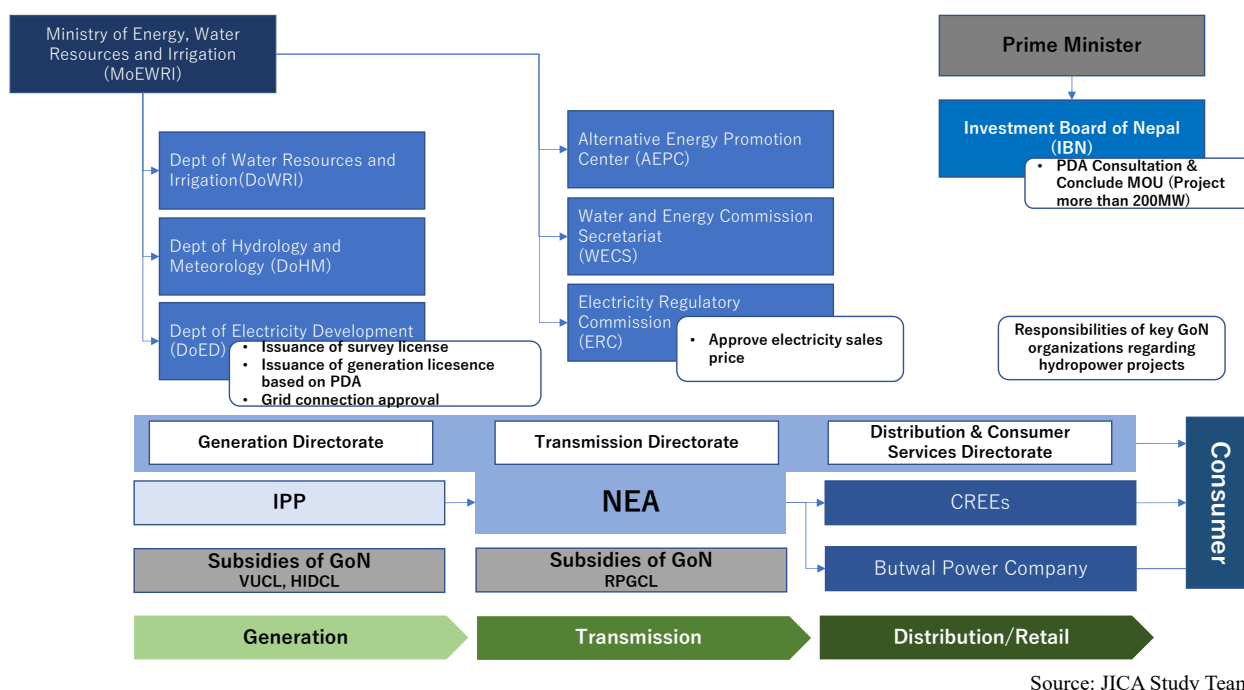 Ministry of Energy, Water
Resources and Irrigation
(MoEWRI)
Prime Minister
Investment Board of Nepal
(IBN)
• PDA Consultation &
Conclude MOU (Project
more than 200MW)
Dept of Water Resources and
Irrigation(DoWRI)
Alternative Energy Promotion
Center (AEPC)
Dept of Hydrology and
Meteorology (DoHM)
Water and Energy Commission
Secretariat
(WECS)
Dept of Electricity Development
(DoED)
• Issuance of survey license
• Issuance of generation licesence
based on PDA
• Grid connection approval
Electricity Regulatory
Commission
(ERC)
• Approve electricity sales
price
Responsibilities of key GoN
organizations regarding
hydropower projects
Generation Directorate
Transmission Directorate
Distribution & Consumer
Services Directorate
IPP
NEA
CREEs
Consumer
Subsidies of GoN
VUCL, HIDCL
Subsidies of GoN
RPGCL
Butwal Power Company
Generation
Transmission
Distribution/Retail
Source: JICA Study Team